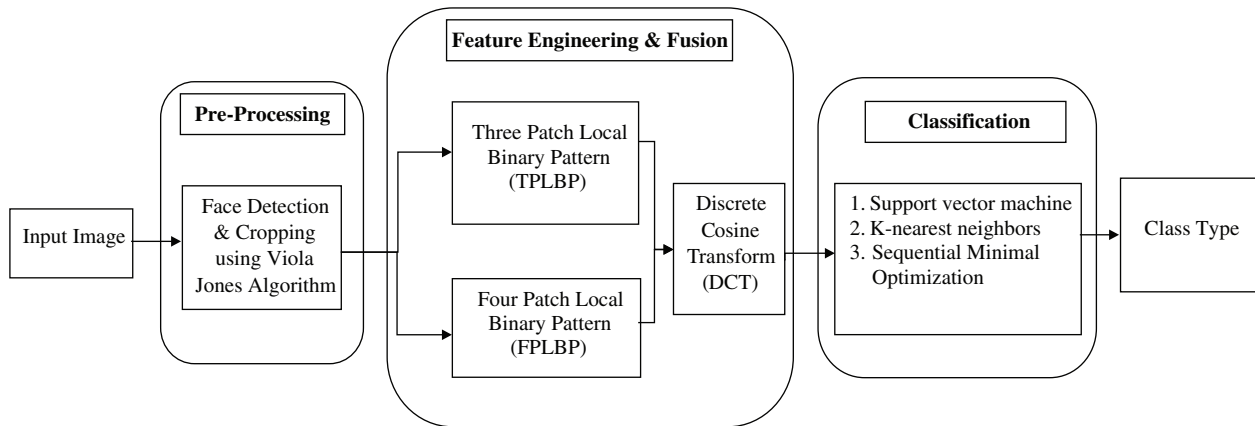 Input Image
Pre-Processing
Face Detection
& Cropping
using Viola
Jones Algorithm
Feature Engineering & Fusion
Three Patch Local
Binary Pattern
(TPLBP)
Four Patch Local
Binary Pattern
(FPLBP)
Discrete
Cosine
Transform
(DCT)
Classification
1. Support vector machine
2. K-nearest neighbors
3. Sequential Minimal
Optimization
Class Type